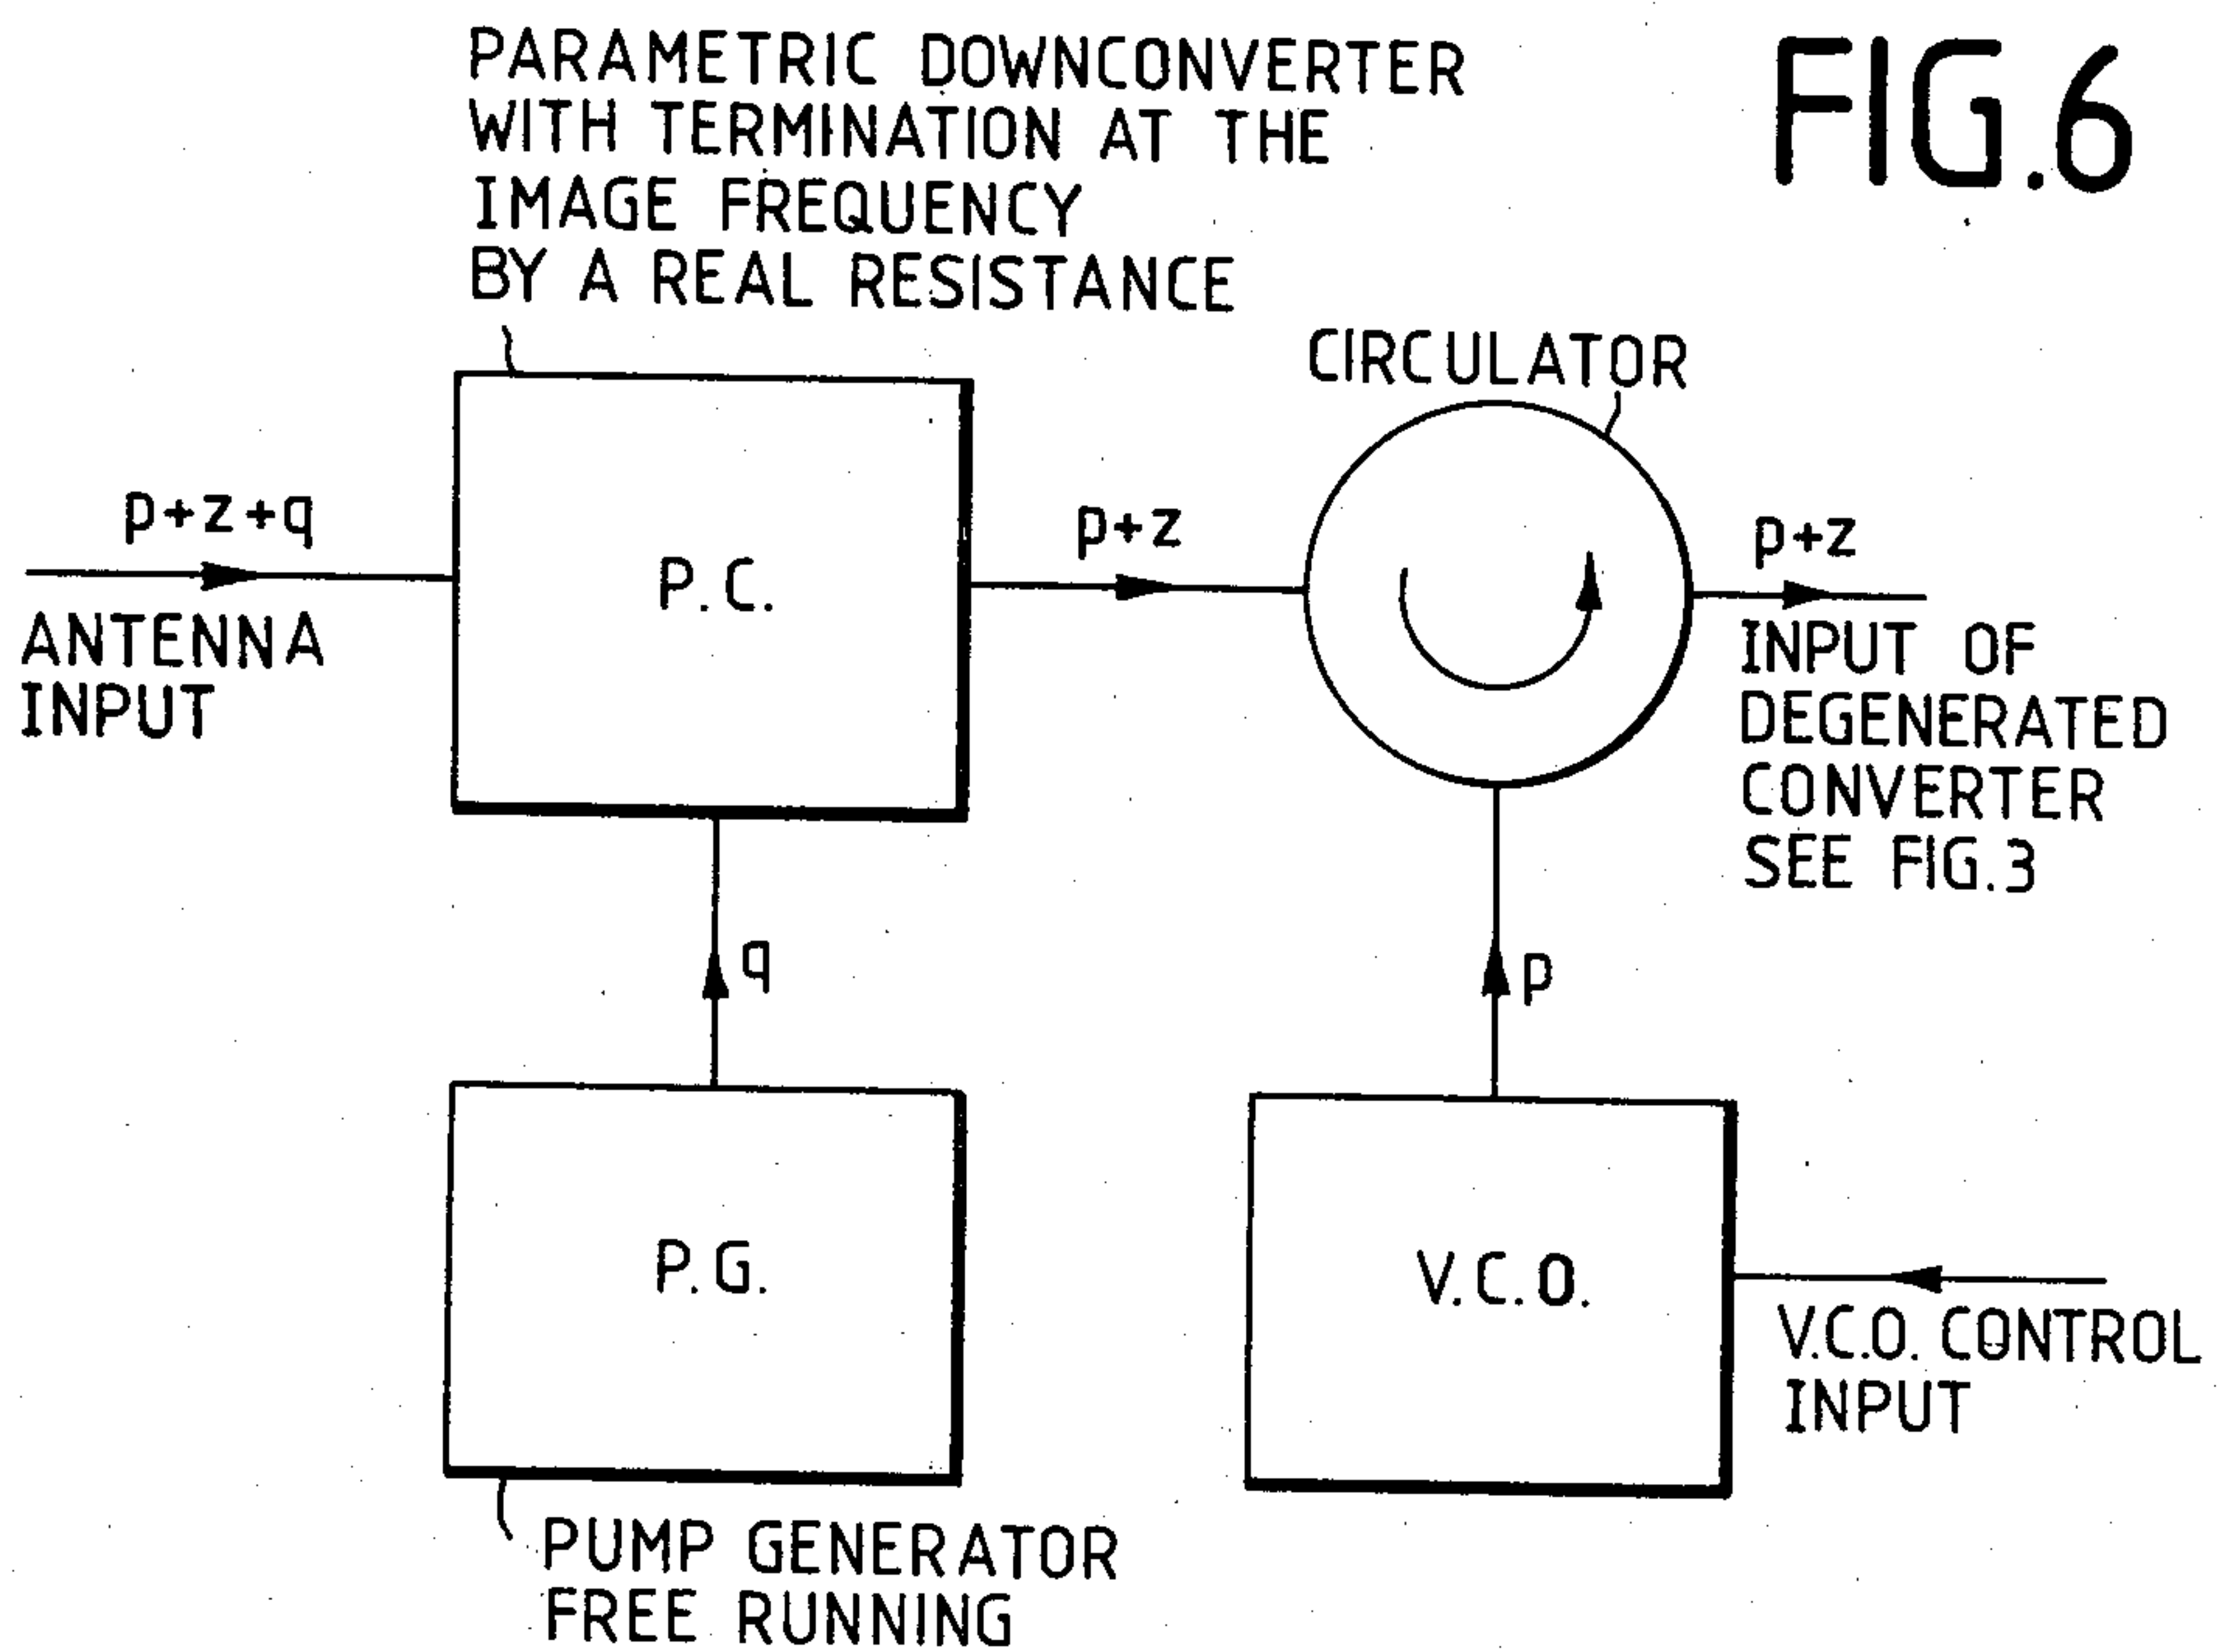 PARAMETRIC DOWNCONVERTER
WITH TERMINATION AT THE
IMAGE FREQUENCY
BY A REAL RESISTANCE
FIG.6
CIRCULATOR
p+z+q
ANTENNA
INPUT
P.C.
p+z
p+z
INPUT OF
DEGENERATED
CONVERTER
SEE FIG.3
q
p
P.G.
V.C.O.
V.C.O. CONTROL
INPUT
PUMP GENERATOR
FREE RUNNING